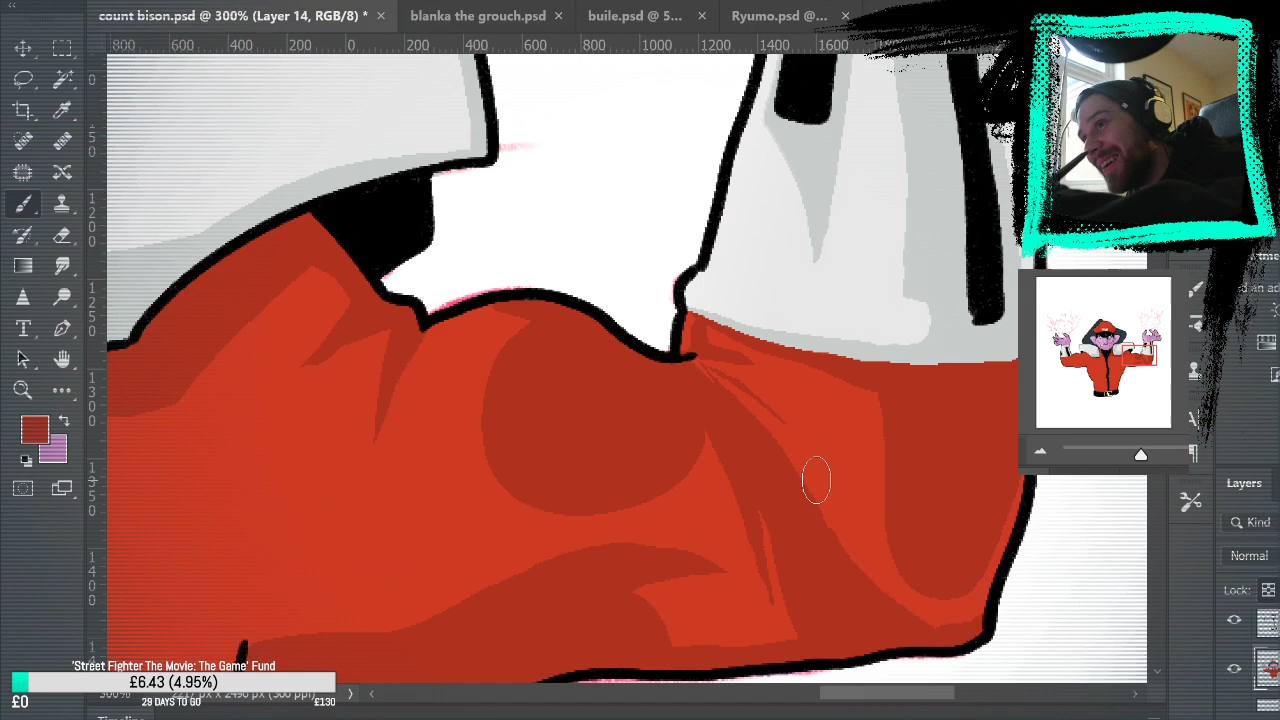 count bison.psd @ 300% (Layer 14, RGB/8) * × blanka the grouch.psd × buile.psd @ 5... × Ryumo.psd @... ×
800 600 400 200 0 200 400 600 800 1000 1200 1400 1600
Layers
Kind
Normal
Lock:
'Street Fighter The Movie: The Game' Fund
£6.43 (4.95%)
£0 29 DAYS TO GO £130